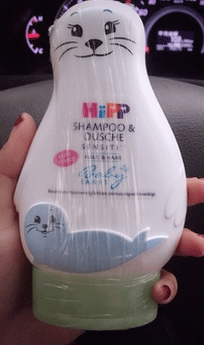 HiPP
SHAMPOO &
DUSCHE
SENSITIV
HAUT & HAAR
Baby
SANFT